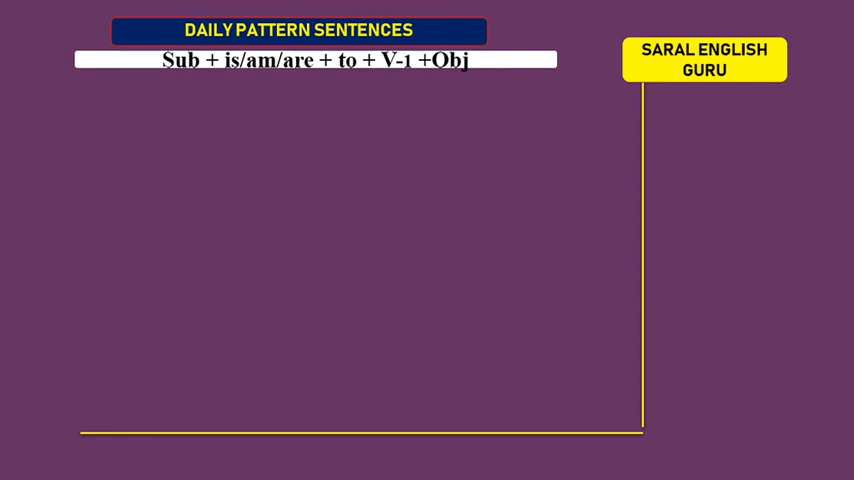 DAILY PATTERN SENTENCES
Sub + is/am/are + to + V-1 +Obj
SARAL ENGLISH
GURU